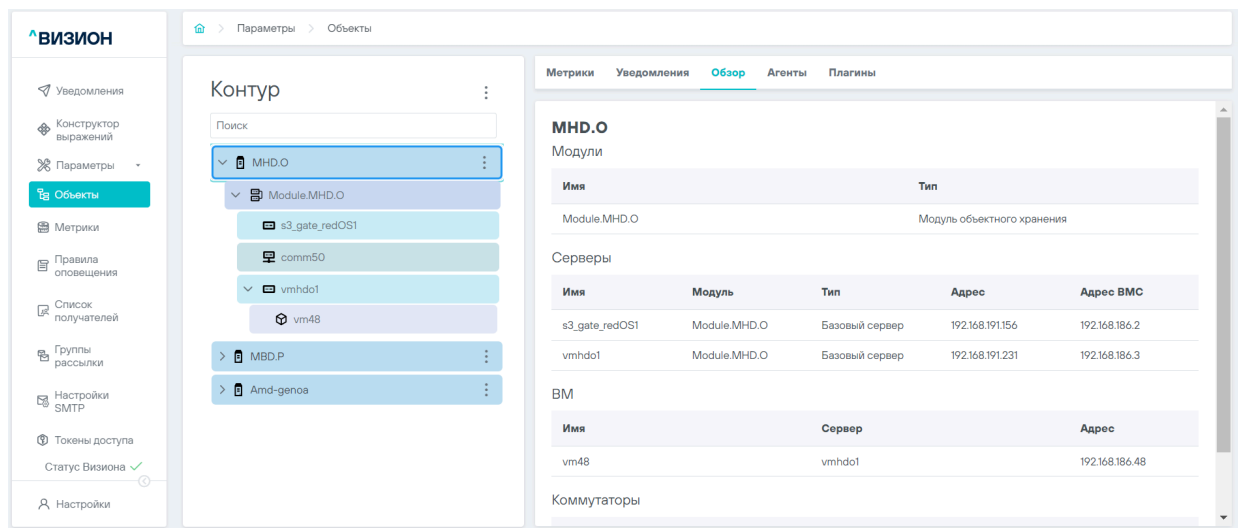 ^ВИЗИОН
Уведомления
Конструктор
выражений
Параметры
Объекты
Метрики
Правила
оповещения
Список
получателей
Группы
рассылки
Настройки
SMTP
Токены доступа
Статус Визиона
Настройки
Параметры > Объекты
Контур
Поиск
MHD.O
Module.MHD.O
s3_gate_redOS1
comm50
vmhdo1
vm48
MBD.P
Amd-genoa
Метрики Уведомления Обзор Агенты Плагины
MHD.O
Модули
Имя Тип
Module.MHD.O Модуль объектного хранения
Серверы
Имя Модуль Тип Адрес Адрес BMC
s3_gate_redOS1 Module.MHD.O Базовый сервер 192.168.191.156 192.168.186.2
vmhdo1 Module.MHD.O Базовый сервер 192.168.191.231 192.168.186.3
ВМ
Имя Сервер Адрес
vm48 vmhdo1 192.168.186.48
Коммутаторы